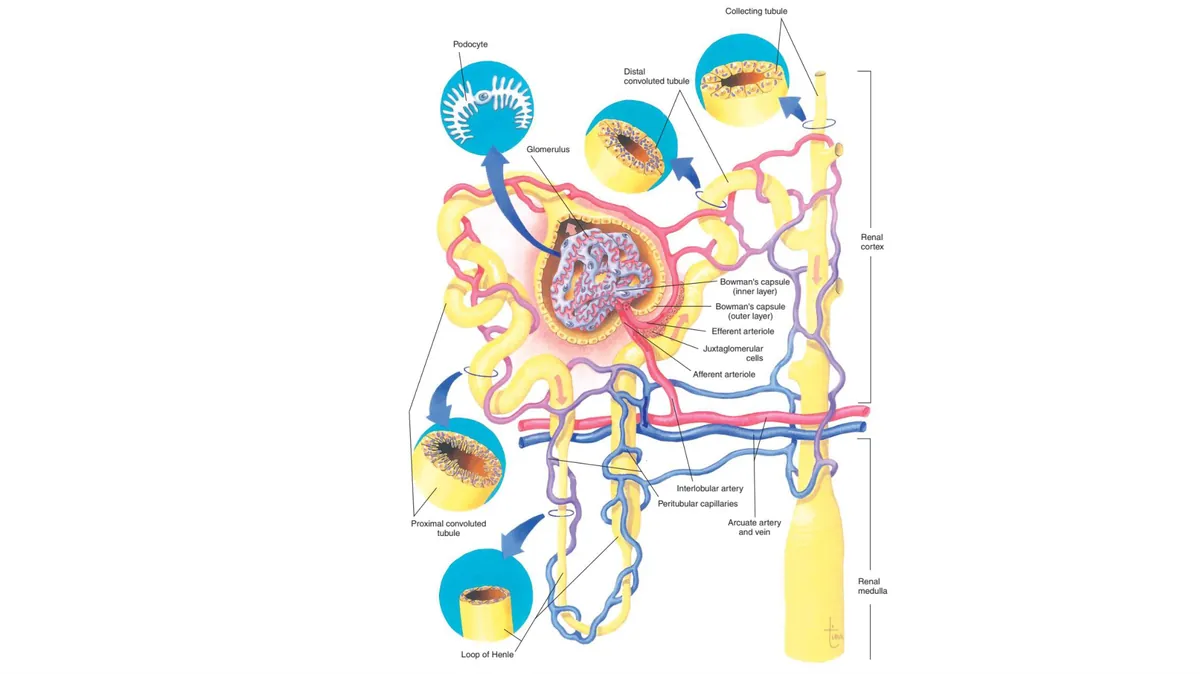 Collecting tubule
Podocyte
Distal
convoluted tubule
Glomerulus
Renal
cortex
Bowman's capsule
(inner layer)
Bowman's capsule
(outer layer)
Efferent arteriole
Juxtaglomerular
cells
Afferent arteriole
Interlobular artery
Peritubular capillaries
Proximal convoluted
tubule
Arcuate artery
and vein
Renal
medulla
Loop of Henle